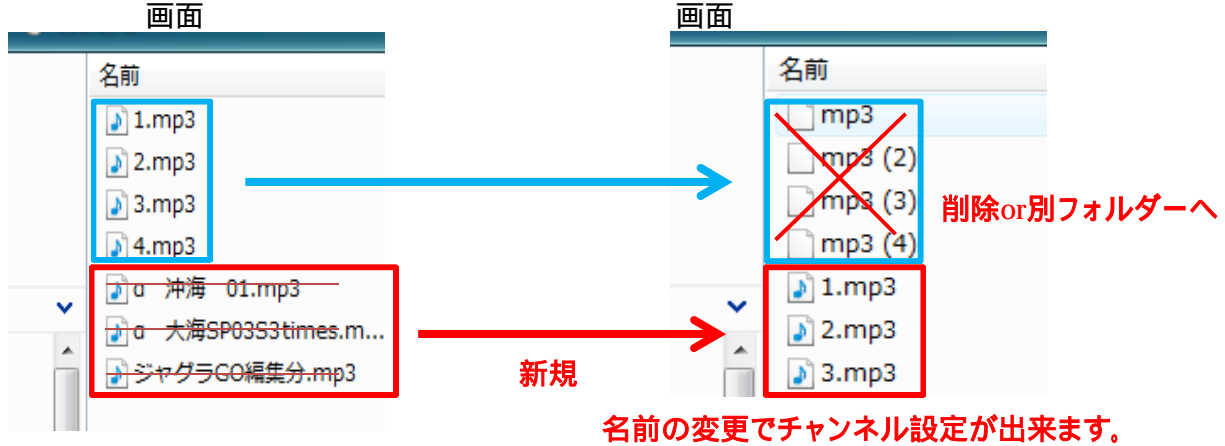 画面
画面
名前
1.mp3
2.mp3
3.mp3
4.mp3
α 沖海 01.mp3
α 大海SP03S3times.m...
ジャグラGO編集分.mp3
新規
名前
mp3
mp3 (2)
mp3 (3)
mp3 (4)
削除or別フォルダーへ
1.mp3
2.mp3
3.mp3
名前の変更でチャンネル設定が出来ます。